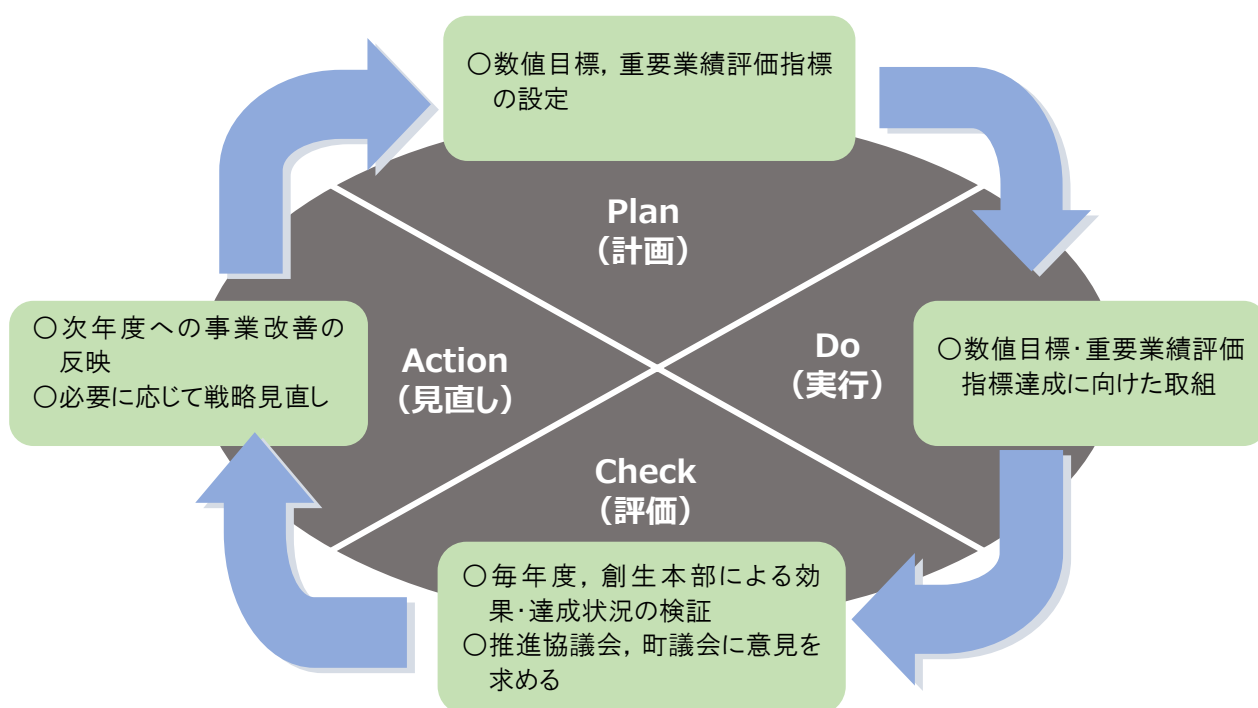 ○数値目標，重要業績評価指標
の設定
Plan
（計画）
Do
（実行）
○数値目標・重要業績評価
指標達成に向けた取組
Check
（評価）
○毎年度，創生本部による効
果・達成状況の検証
○推進協議会，町議会に意見を
求める
Action
（見直し）
○次年度への事業改善の
反映
○必要に応じて戦略見直し